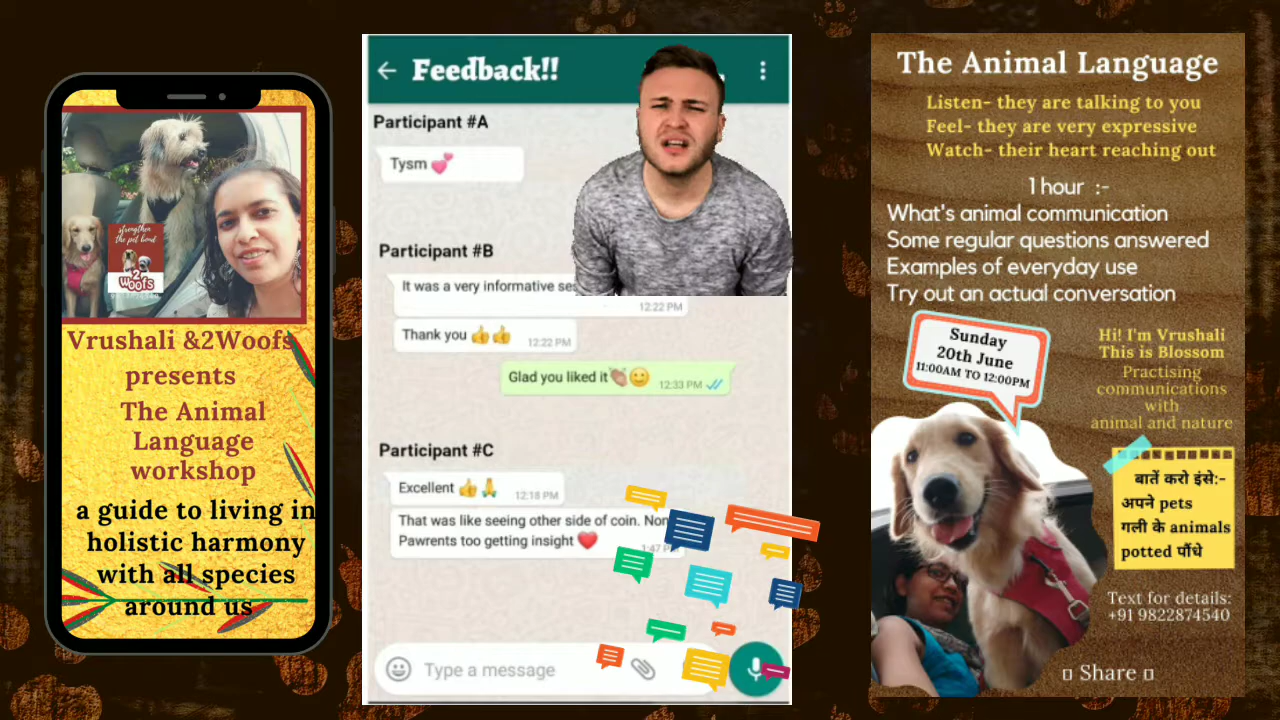 strengthen
the pet bond
2
WOOFS
Vrushali &2Woofs
presents
The Animal
Language
workshop
a guide to living in
holistic harmony
with all species
around us
Feedback!!
Participant #A
Tysm 💕
Participant #B
It was a very informative
12:22 PM
Thank you 👍👍
12:22 PM
Glad you liked it👏🙂
12:33 PM
Participant #C
Excellent 👍🙏
12:18 PM
That was like seeing other side of coin.
Pawrents too getting insight ❤️
1:47
Type a message
The Animal Language
Listen- they are talking to you
Feel- they are very expressive
Watch- their heart reaching out
1 hour :-
What's animal communication
Some regular questions answered
Examples of everyday use
Try out an actual conversation
Sunday
20th June
11:00AM TO 12:00PM
Hi! I'm Vrushali
This is Blossom
Practising
communications
with
animal and nature
बातें करो इंसे:-
अपने pets
गली के animals
potted पौंधे
Text for details:
+91 9822874540
▯ Share ▯